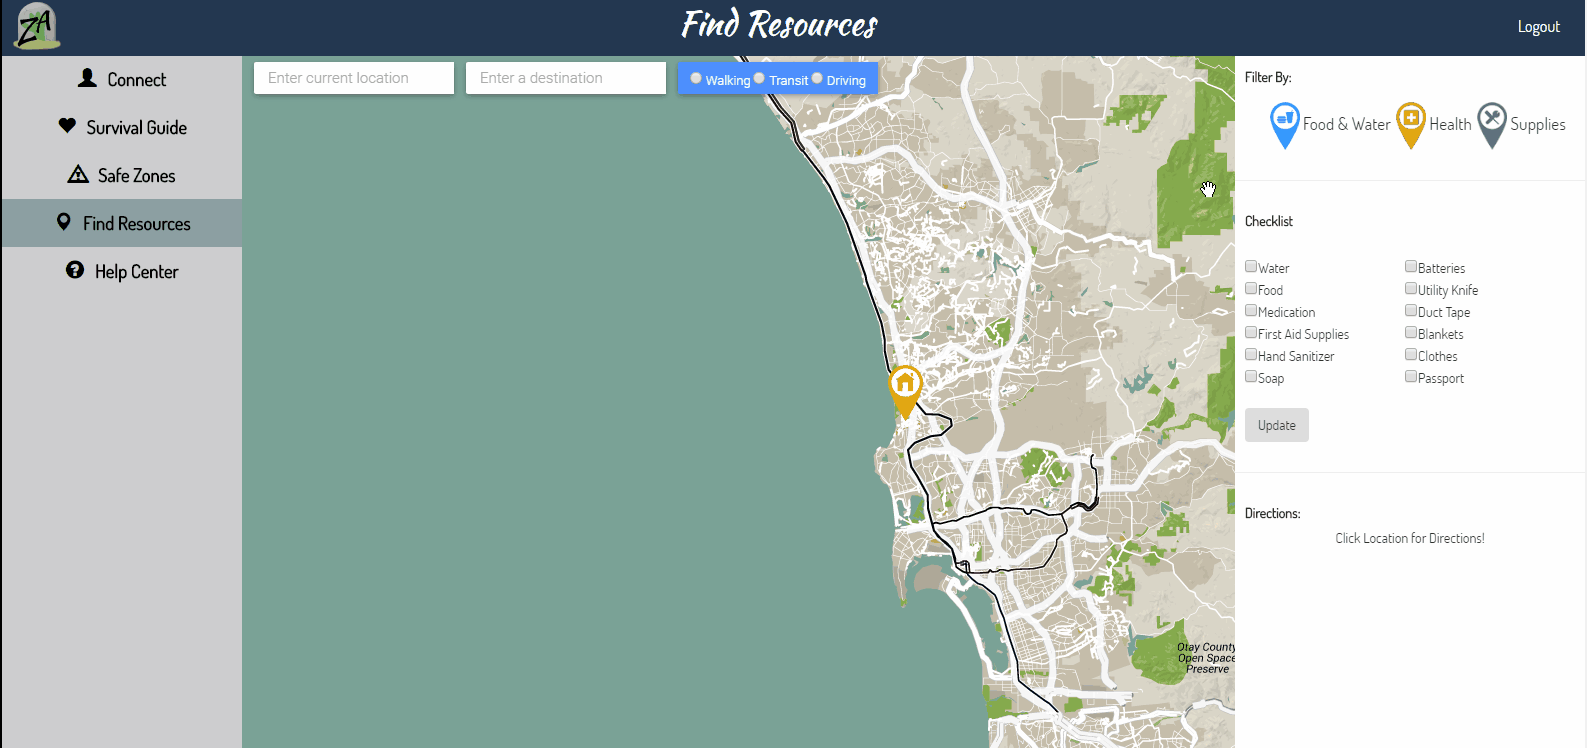 ZA
Find Resources
Logout
Connect
Survival Guide
Safe Zones
Find Resources
Help Center
Enter current location
Enter a destination
Walking Transit Driving
Otay County
Open Space
Preserve
Filter By:
Food & Water Health Supplies
Checklist
Water
Food
Medication
First Aid Supplies
Hand Sanitizer
Soap
Batteries
Utility Knife
Duct Tape
Blankets
Clothes
Passport
Update
Directions:
Click Location for Directions!